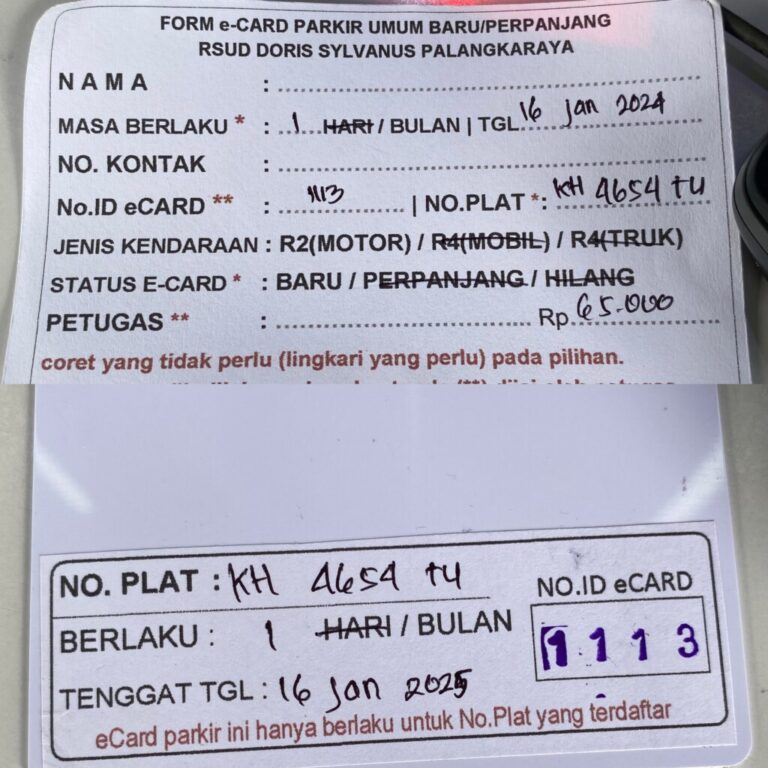 FORM e-CARD PARKIR UMUM BARU/PERPANJANG
RSUD DORIS SYLVANUS PALANGKARAYA
NAMA :
MASA BERLAKU * : 1 HARI / BULAN | TGL 16 Jan 2024
NO. KONTAK :
No.ID eCARD ** : 1113 | NO.PLAT *: KH 4654 TU
JENIS KENDARAAN : R2(MOTOR) / R4(MOBIL) / R4(TRUK)
STATUS E-CARD * : BARU / PERPANJANG / HILANG
PETUGAS ** : Rp. 65.000
coret yang tidak perlu (lingkari yang perlu) pada pilihan.
NO. PLAT : KH 4654 TU
NO.ID eCARD
BERLAKU : 1 HARI / BULAN
1113
TENGGAT TGL : 16 Jan 2025
eCard parkir ini hanya berlaku untuk No.Plat yang terdaftar